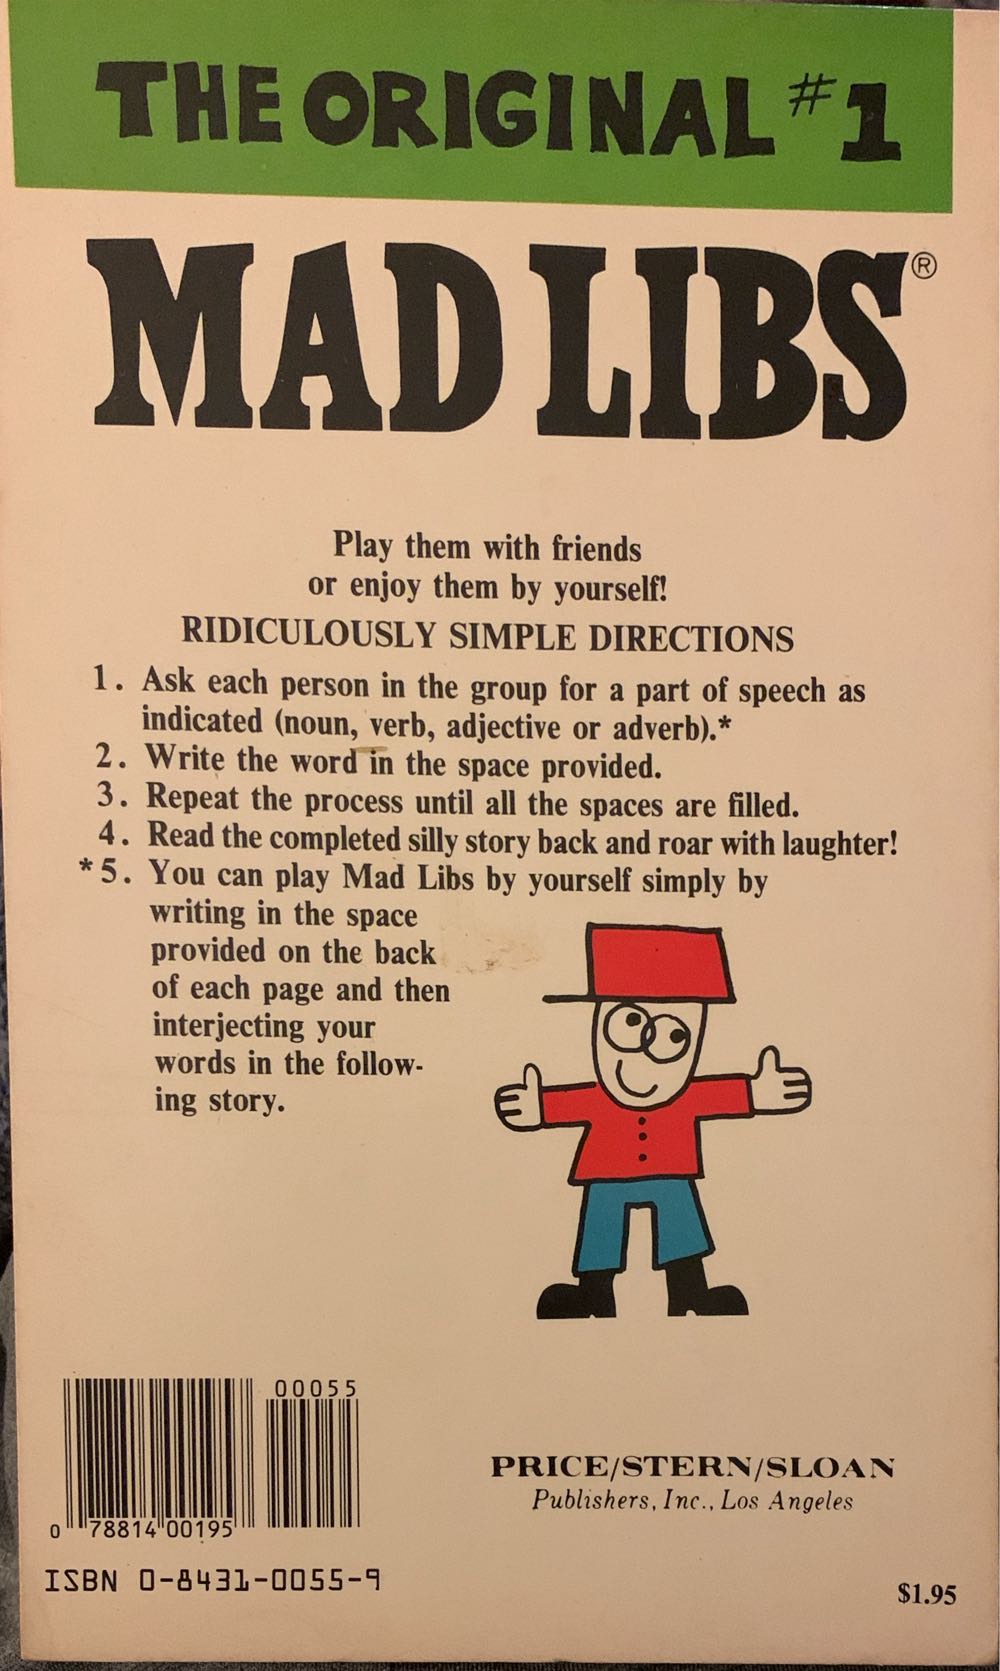 THE ORIGINAL #1
MAD LIBS®
Play them with friends
or enjoy them by yourself!
RIDICULOUSLY SIMPLE DIRECTIONS
1. Ask each person in the group for a part of speech as
indicated (noun, verb, adjective or adverb).*
2. Write the word in the space provided.
3. Repeat the process until all the spaces are filled.
4. Read the completed silly story back and roar with laughter!
*5. You can play Mad Libs by yourself simply by
writing in the space
provided on the back
of each page and then
interjecting your
words in the follow-
ing story.
00055
0 78814 00195
ISBN 0-8431-0055-9
PRICE/STERN/SLOAN
Publishers, Inc., Los Angeles
$1.95